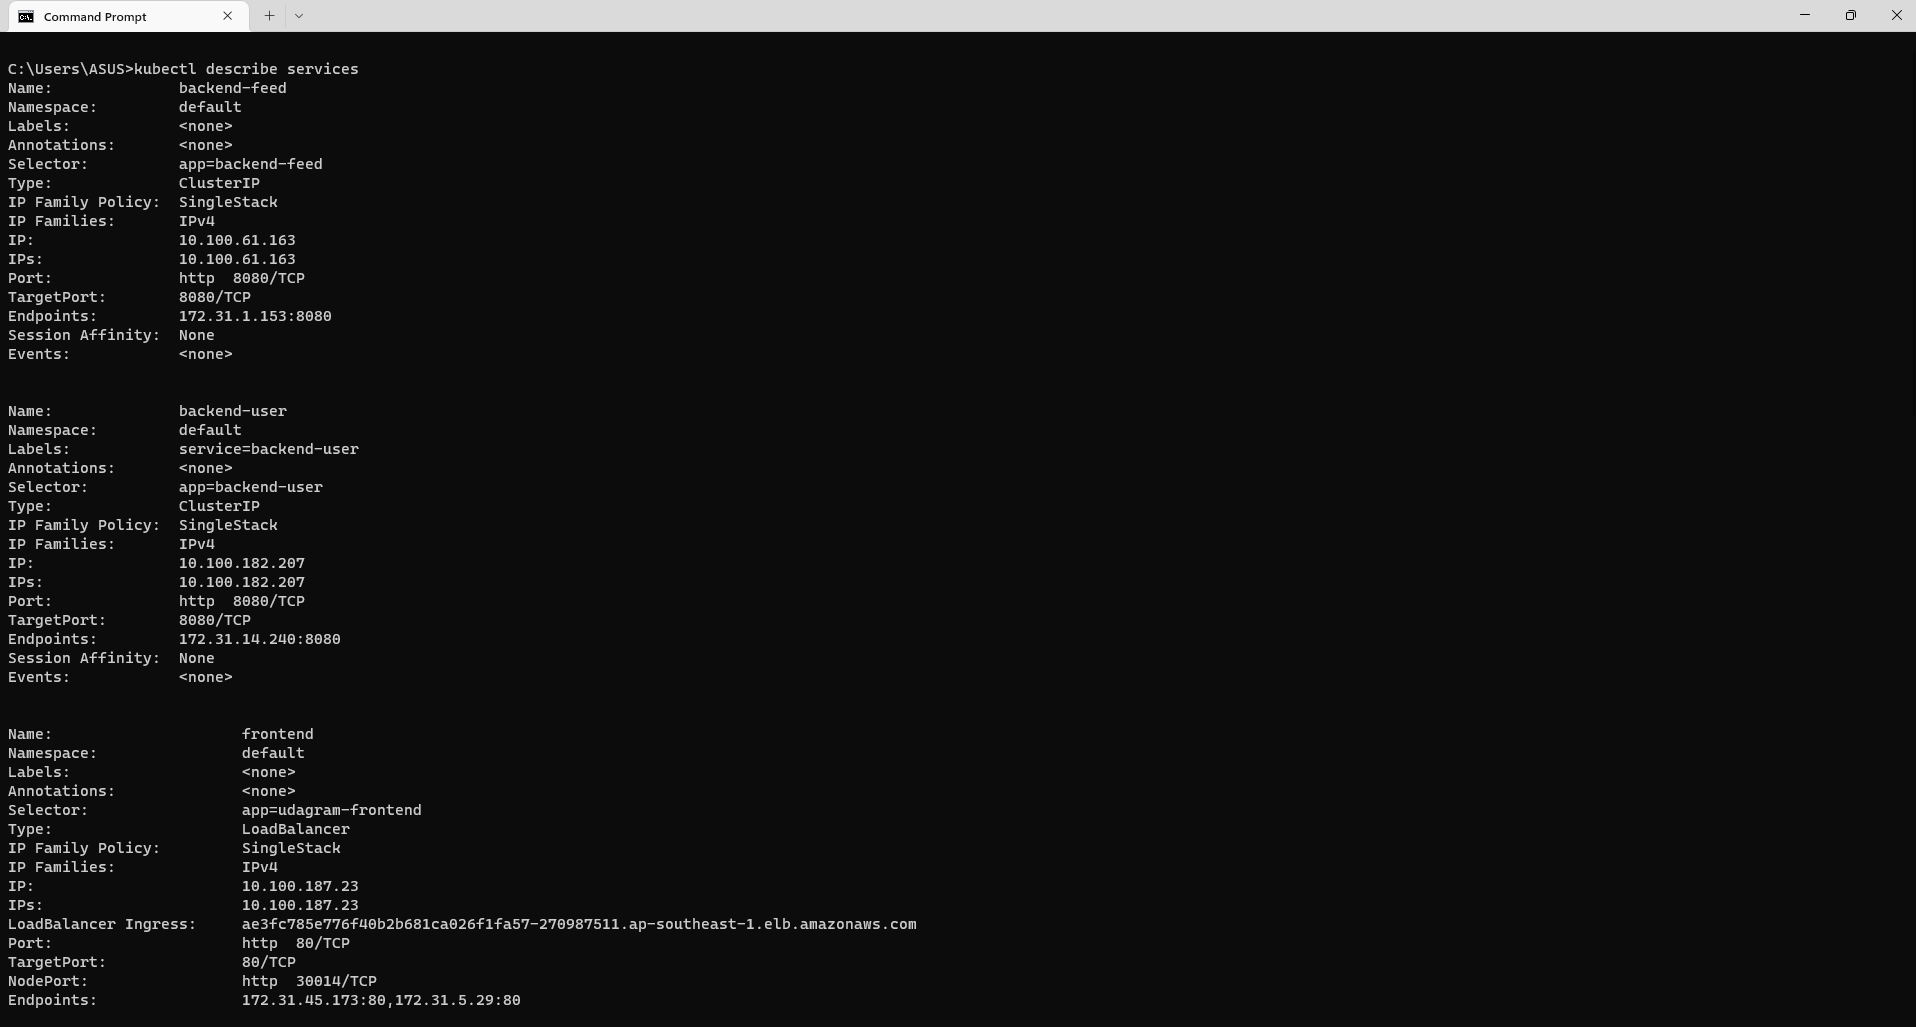 Command Prompt
C:\Users\ASUS>kubectl describe services
Name:              backend-feed
Namespace:         default
Labels:            <none>
Annotations:       <none>
Selector:          app=backend-feed
Type:              ClusterIP
IP Family Policy:  SingleStack
IP Families:       IPv4
IP:                10.100.61.163
IPs:               10.100.61.163
Port:              http  8080/TCP
TargetPort:        8080/TCP
Endpoints:         172.31.1.153:8080
Session Affinity:  None
Events:            <none>
Name:              backend-user
Namespace:         default
Labels:            service=backend-user
Annotations:       <none>
Selector:          app=backend-user
Type:              ClusterIP
IP Family Policy:  SingleStack
IP Families:       IPv4
IP:                10.100.182.207
IPs:               10.100.182.207
Port:              http  8080/TCP
TargetPort:        8080/TCP
Endpoints:         172.31.14.240:8080
Session Affinity:  None
Events:            <none>
Name:                     frontend
Namespace:                default
Labels:                   <none>
Annotations:              <none>
Selector:                 app=udagram-frontend
Type:                     LoadBalancer
IP Family Policy:         SingleStack
IP Families:              IPv4
IP:                       10.100.187.23
IPs:                      10.100.187.23
LoadBalancer Ingress:     ae3fc785e776f40b2b681ca026f1fa57-270987511.ap-southeast-1.elb.amazonaws.com
Port:                     http  80/TCP
TargetPort:               80/TCP
NodePort:                 http  30014/TCP
Endpoints:                172.31.45.173:80,172.31.5.29:80